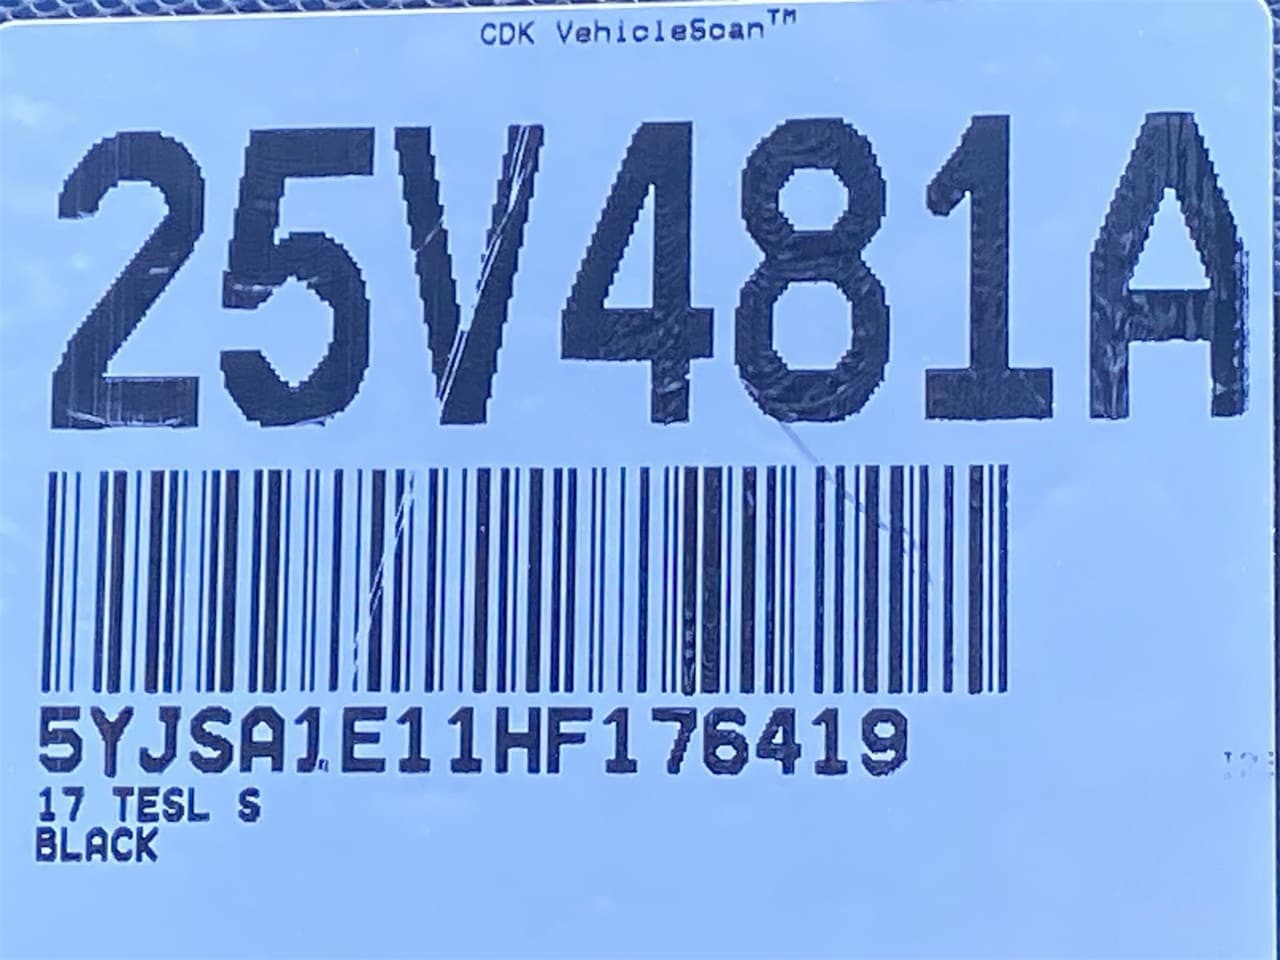 CDK VehicleScan™
25V481A
5YJSA1E11HF176419
17 TESL S
BLACK